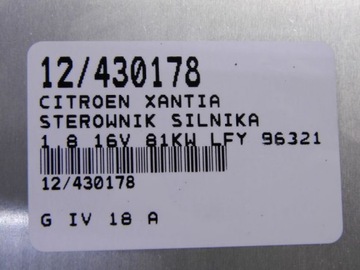 12/430178
CITROEN XANTIA
STEROWNIK SILNIKA
1 8 16V 81KW LFY 96321
12/430178
G IV 18 A